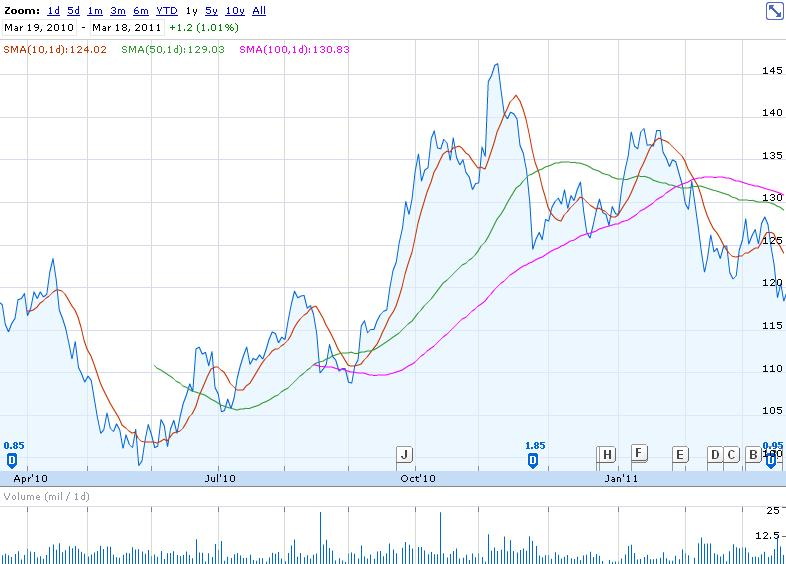 Zoom: 1d 5d 1m 3m 6m YTD 1y 5y 10y All
Mar 19, 2010 - Mar 18, 2011 +1.2 (1.01%)
SMA(10,1d):124.02 SMA(50,1d):129.03 SMA(100,1d):130.83
145
140
135
130
125
120
115
110
105
100
0.85 1.85 0.95
D J D H F E D C B D
Apr'10 Jul'10 Oct'10 Jan'11
Volume (mil / 1d)
25
12.5